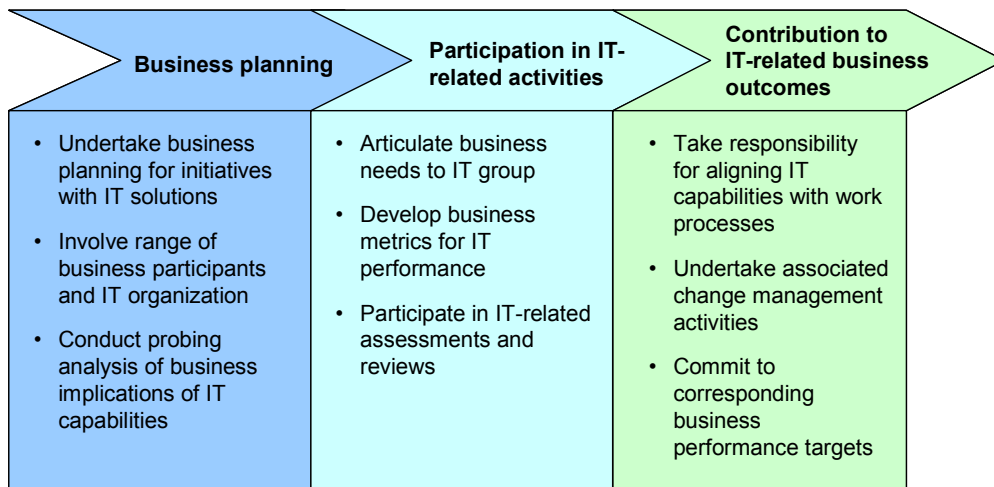 Business planning
• Undertake business
planning for initiatives
with IT solutions
• Involve range of
business participants
and IT organization
• Conduct probing
analysis of business
implications of IT
capabilities
Participation in IT-
related activities
• Articulate business
needs to IT group
• Develop business
metrics for IT
performance
• Participate in IT-related
assessments and
reviews
Contribution to
IT-related business
outcomes
• Take responsibility
for aligning IT
capabilities with work
processes
• Undertake associated
change management
activities
• Commit to
corresponding
business
performance targets